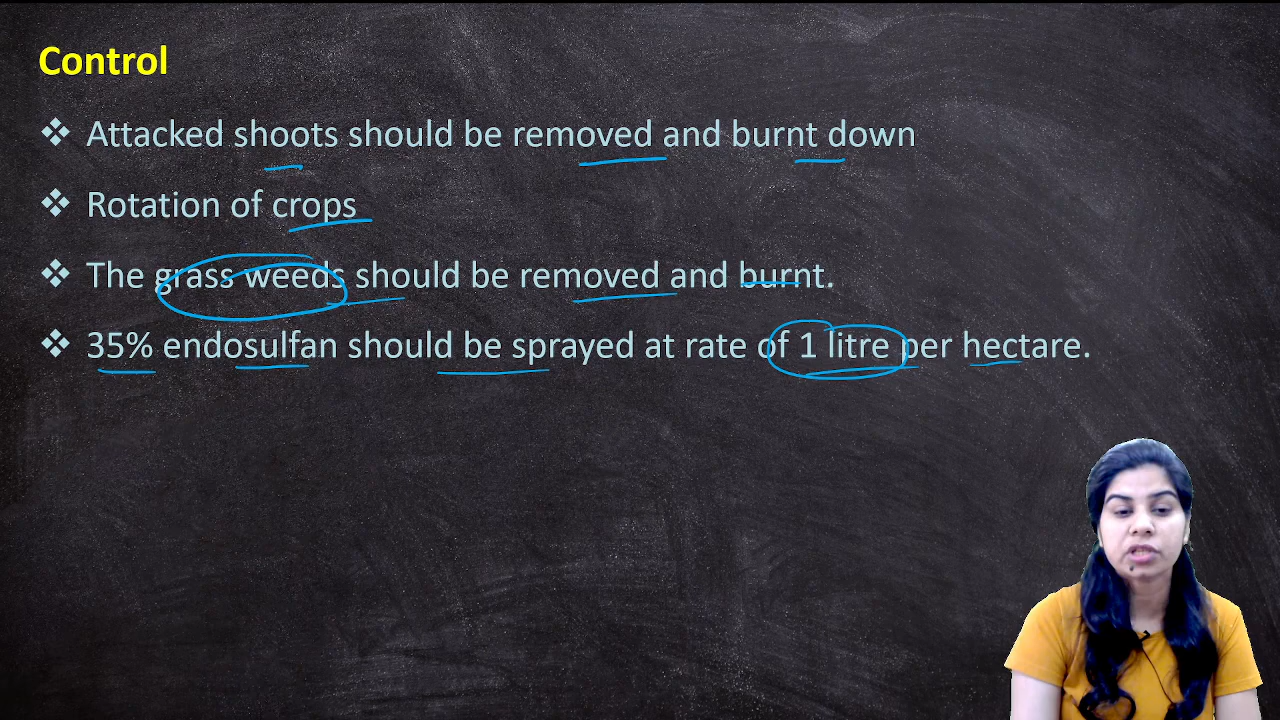 Control
❖ Attacked shoots should be removed and burnt down
❖ Rotation of crops
❖ The grass weeds should be removed and burnt.
❖ 35% endosulfan should be sprayed at rate of 1 litre per hectare.